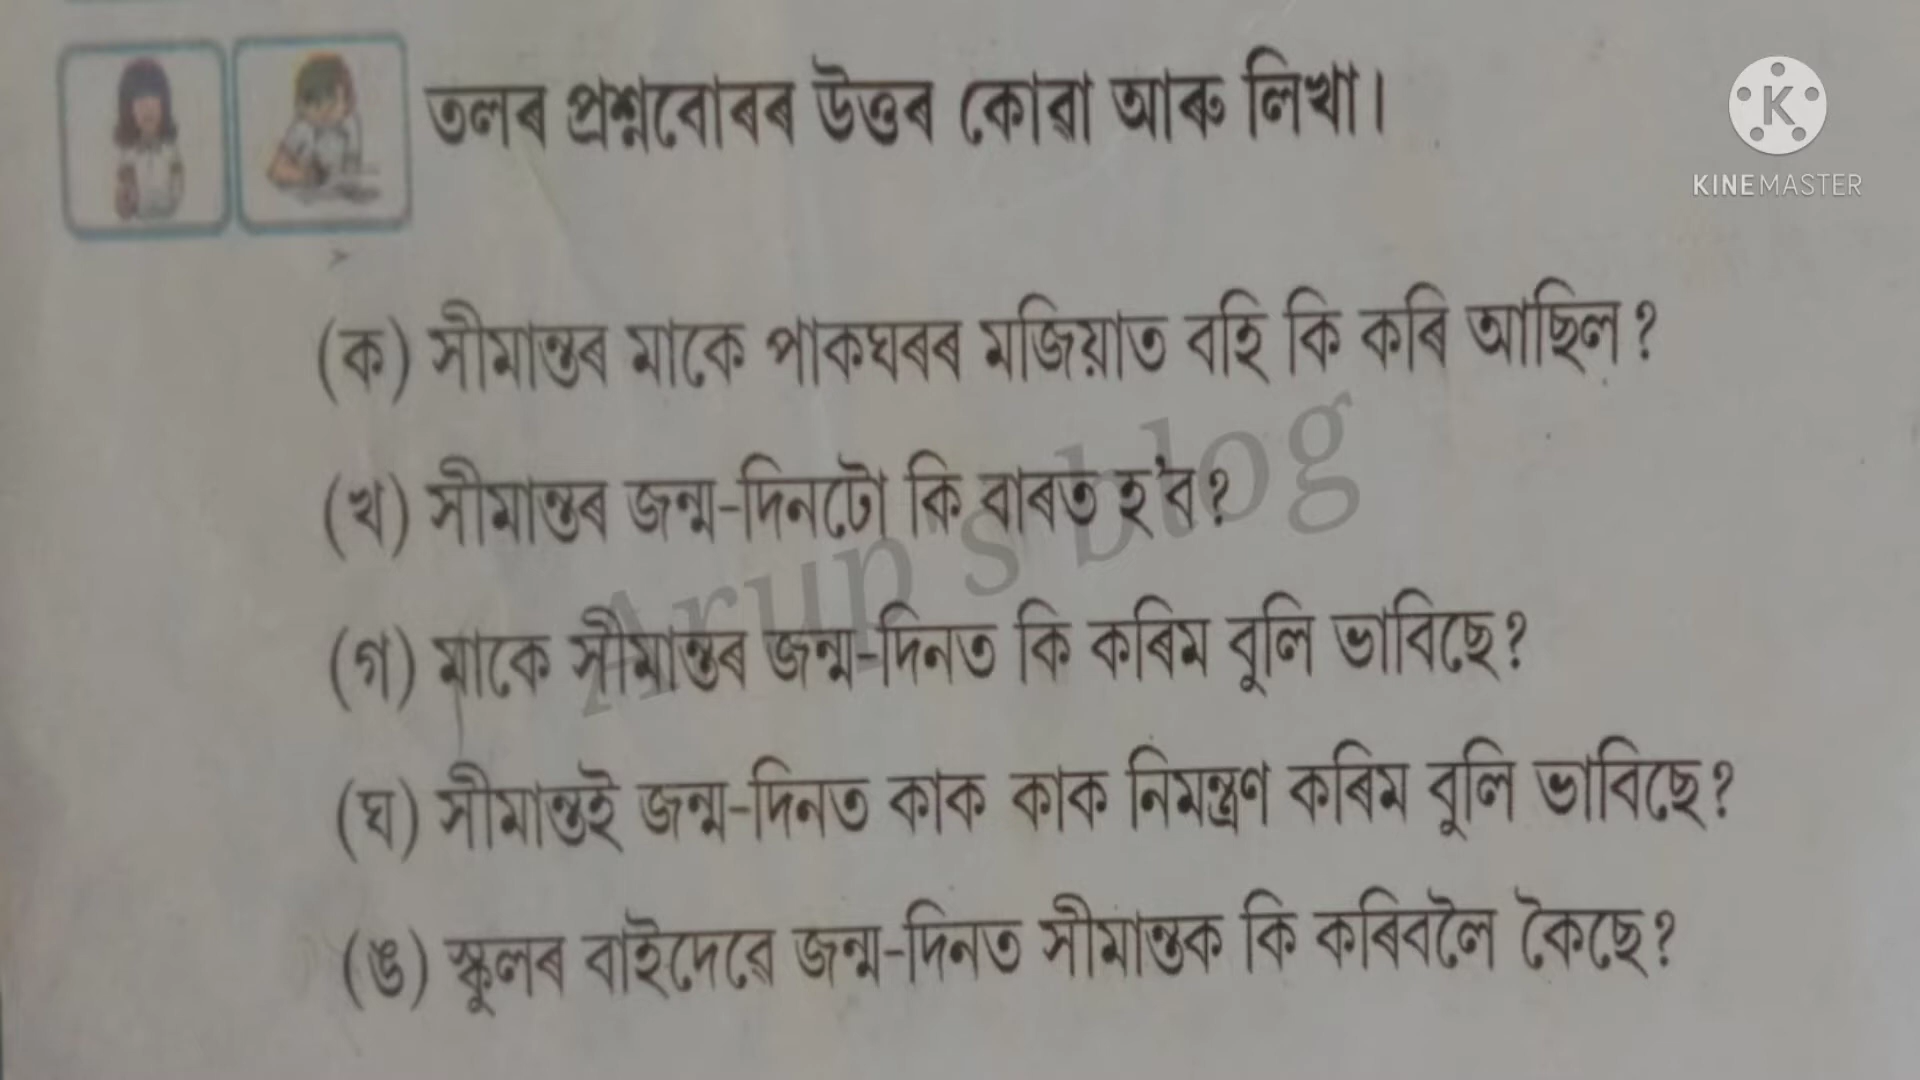 তলৰ প্ৰশ্নবোৰৰ উত্তৰ কোৱা আৰু লিখা।
K
KINEMASTER
(ক) সীমান্তৰ মাকে পাকঘৰৰ মজিয়াত বহি কি কৰি আছিল?
(খ) সীমান্তৰ জন্ম-দিনটো কি বাৰত হ'ব?
(গ) মাকে সীমান্তৰ জন্ম-দিনত কি কৰিম বুলি ভাবিছে?
(ঘ) সীমান্তই জন্ম-দিনত কাক কাক নিমন্ত্ৰণ কৰিম বুলি ভাবিছে?
(ঙ) স্কুলৰ বাইদেৱে জন্ম-দিনত সীমান্তক কি কৰিবলৈ কৈছে?
Arup's blog